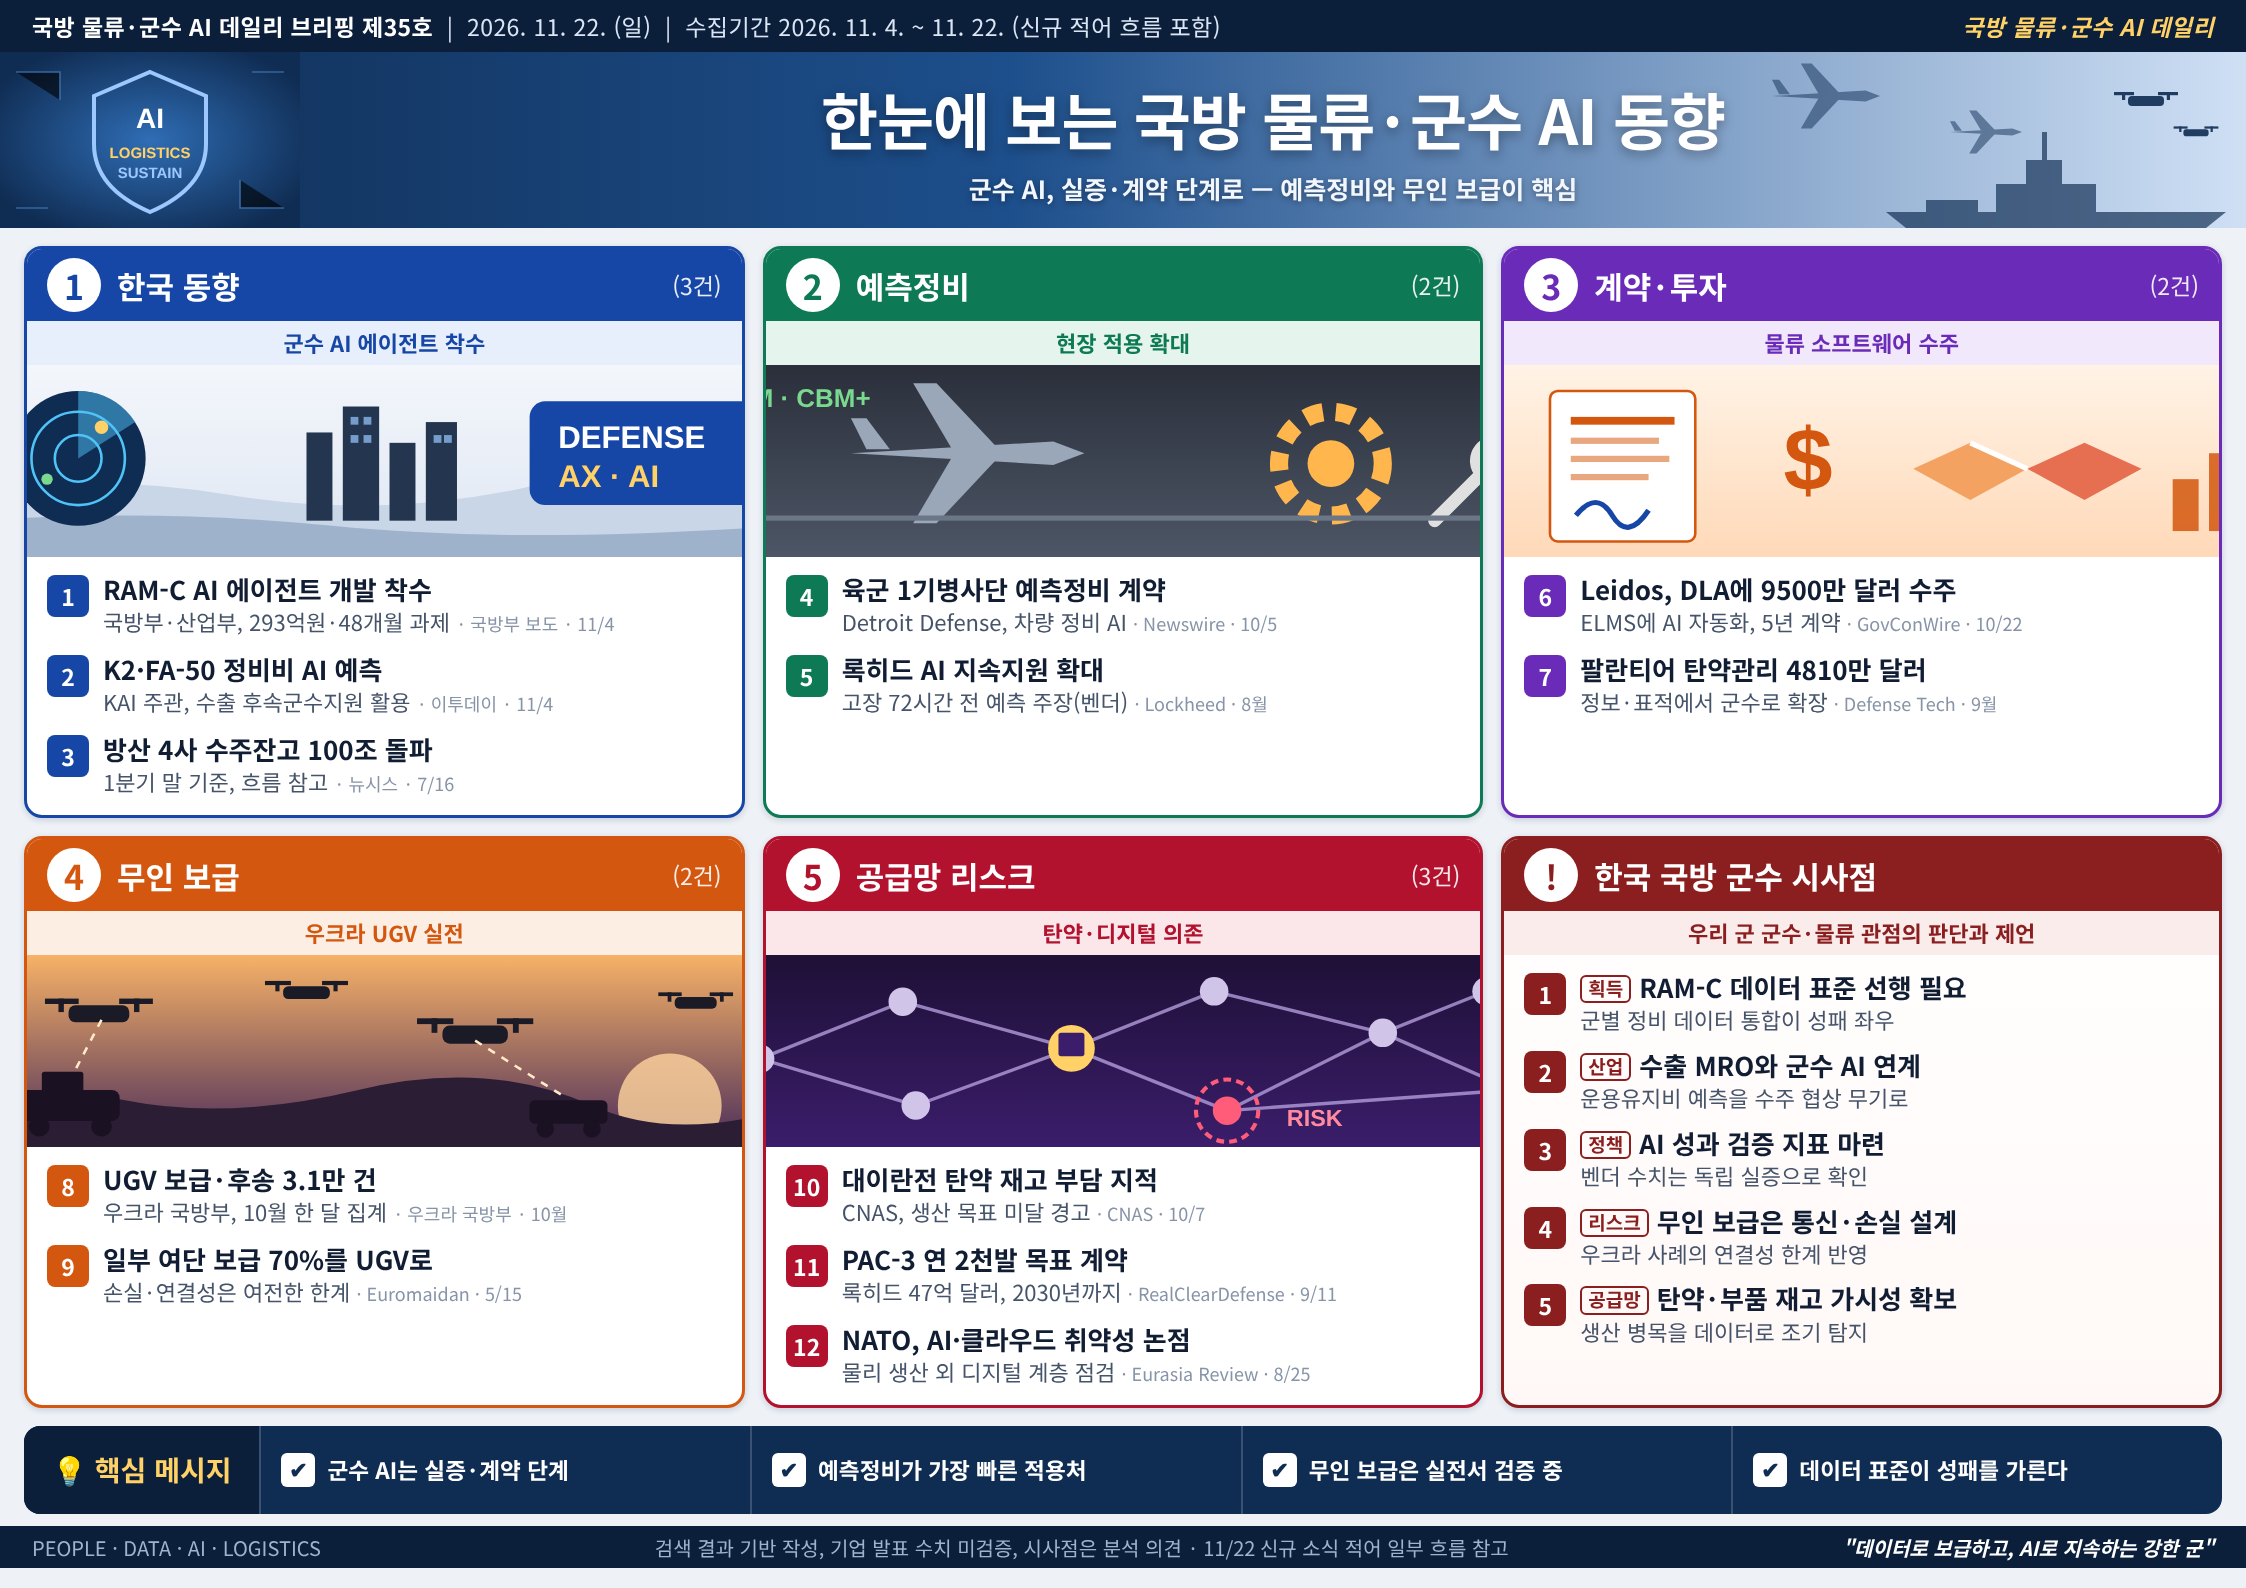 국방 물류·군수 AI 데일리 브리핑 제35호 | 2026. 11. 22. (일) | 수집기간 2026. 11. 4. ~ 11. 22. (신규 적어 흐름 포함)
국방 물류·군수 AI 데일리
AI
LOGISTICS
SUSTAIN
한눈에 보는 국방 물류·군수 AI 동향
군수 AI, 실증·계약 단계로 — 예측정비와 무인 보급이 핵심
1 한국 동향 (3건)
군수 AI 에이전트 착수
DEFENSE
AX · AI
1 RAM-C AI 에이전트 개발 착수
국방부·산업부, 293억원·48개월 과제 · 국방부 보도 · 11/4
2 K2·FA-50 정비비 AI 예측
KAI 주관, 수출 후속군수지원 활용 · 이투데이 · 11/4
3 방산 4사 수주잔고 100조 돌파
1분기 말 기준, 흐름 참고 · 뉴시스 · 7/16
2 예측정비 (2건)
현장 적용 확대
M · CBM+
4 육군 1기병사단 예측정비 계약
Detroit Defense, 차량 정비 AI · Newswire · 10/5
5 록히드 AI 지속지원 확대
고장 72시간 전 예측 주장(벤더) · Lockheed · 8월
3 계약·투자 (2건)
물류 소프트웨어 수주
$
6 Leidos, DLA에 9500만 달러 수주
ELMS에 AI 자동화, 5년 계약 · GovConWire · 10/22
7 팔란티어 탄약관리 4810만 달러
정보·표적에서 군수로 확장 · Defense Tech · 9월
4 무인 보급 (2건)
우크라 UGV 실전
8 UGV 보급·후송 3.1만 건
우크라 국방부, 10월 한 달 집계 · 우크라 국방부 · 10월
9 일부 여단 보급 70%를 UGV로
손실·연결성은 여전한 한계 · Euromaidan · 5/15
5 공급망 리스크 (3건)
탄약·디지털 의존
RISK
10 대이란전 탄약 재고 부담 지적
CNAS, 생산 목표 미달 경고 · CNAS · 10/7
11 PAC-3 연 2천발 목표 계약
록히드 47억 달러, 2030년까지 · RealClearDefense · 9/11
12 NATO, AI·클라우드 취약성 논점
물리 생산 외 디지털 계층 점검 · Eurasia Review · 8/25
! 한국 국방 군수 시사점
우리 군 군수·물류 관점의 판단과 제언
1 획득 RAM-C 데이터 표준 선행 필요
군별 정비 데이터 통합이 성패 좌우
2 산업 수출 MRO와 군수 AI 연계
운용유지비 예측을 수주 협상 무기로
3 정책 AI 성과 검증 지표 마련
벤더 수치는 독립 실증으로 확인
4 리스크 무인 보급은 통신·손실 설계
우크라 사례의 연결성 한계 반영
5 공급망 탄약·부품 재고 가시성 확보
생산 병목을 데이터로 조기 탐지
💡 핵심 메시지
✔ 군수 AI는 실증·계약 단계
✔ 예측정비가 가장 빠른 적용처
✔ 무인 보급은 실전서 검증 중
✔ 데이터 표준이 성패를 가른다
PEOPLE · DATA · AI · LOGISTICS
검색 결과 기반 작성, 기업 발표 수치 미검증, 시사점은 분석 의견 · 11/22 신규 소식 적어 일부 흐름 참고
"데이터로 보급하고, AI로 지속하는 강한 군"